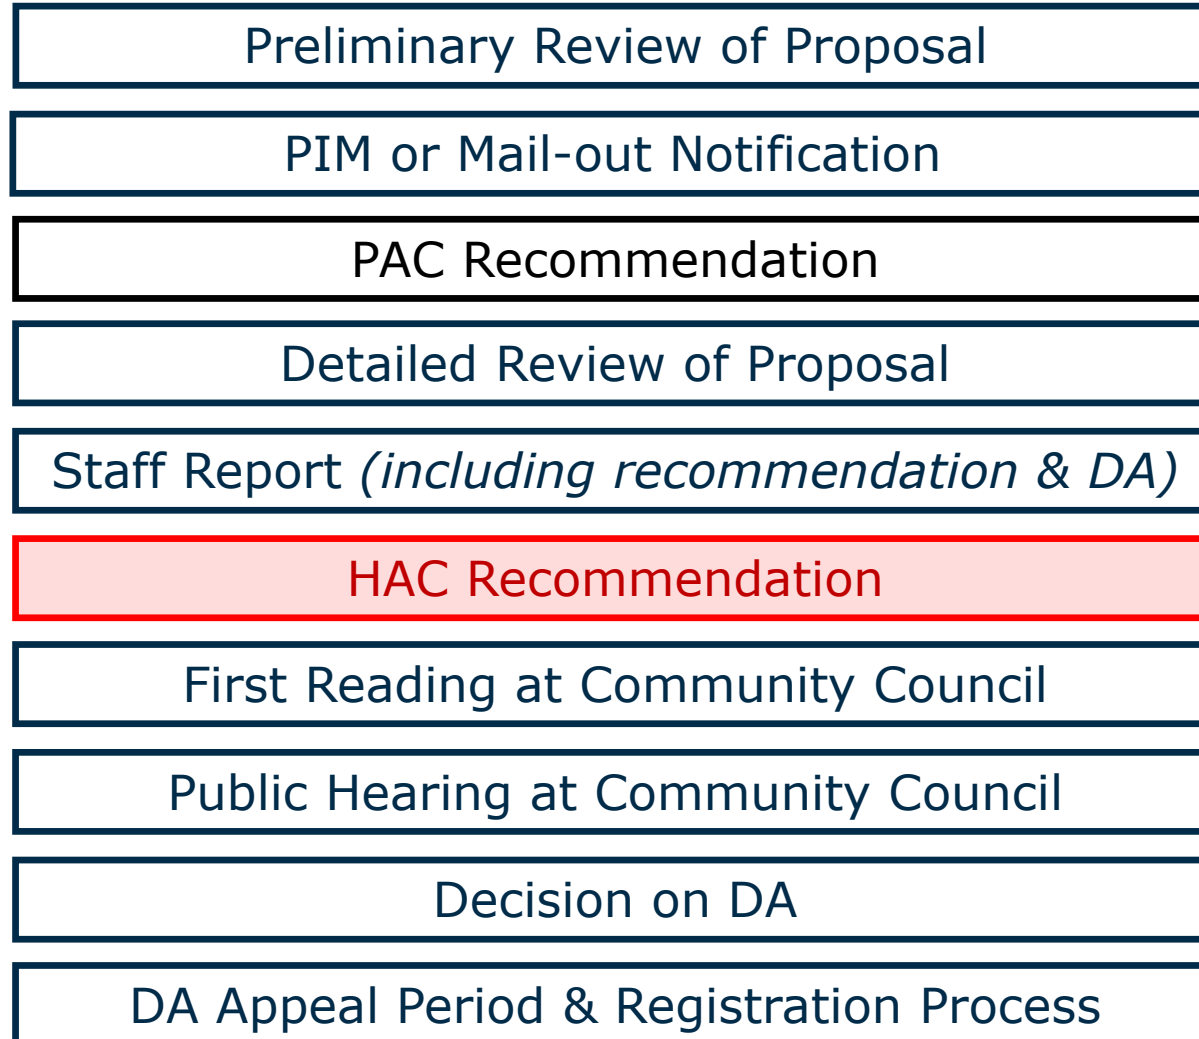 Preliminary Review of Proposal
PIM or Mail-out Notification
PAC Recommendation
Detailed Review of Proposal
Staff Report (including recommendation & DA)
HAC Recommendation
First Reading at Community Council
Public Hearing at Community Council
Decision on DA
DA Appeal Period & Registration Process